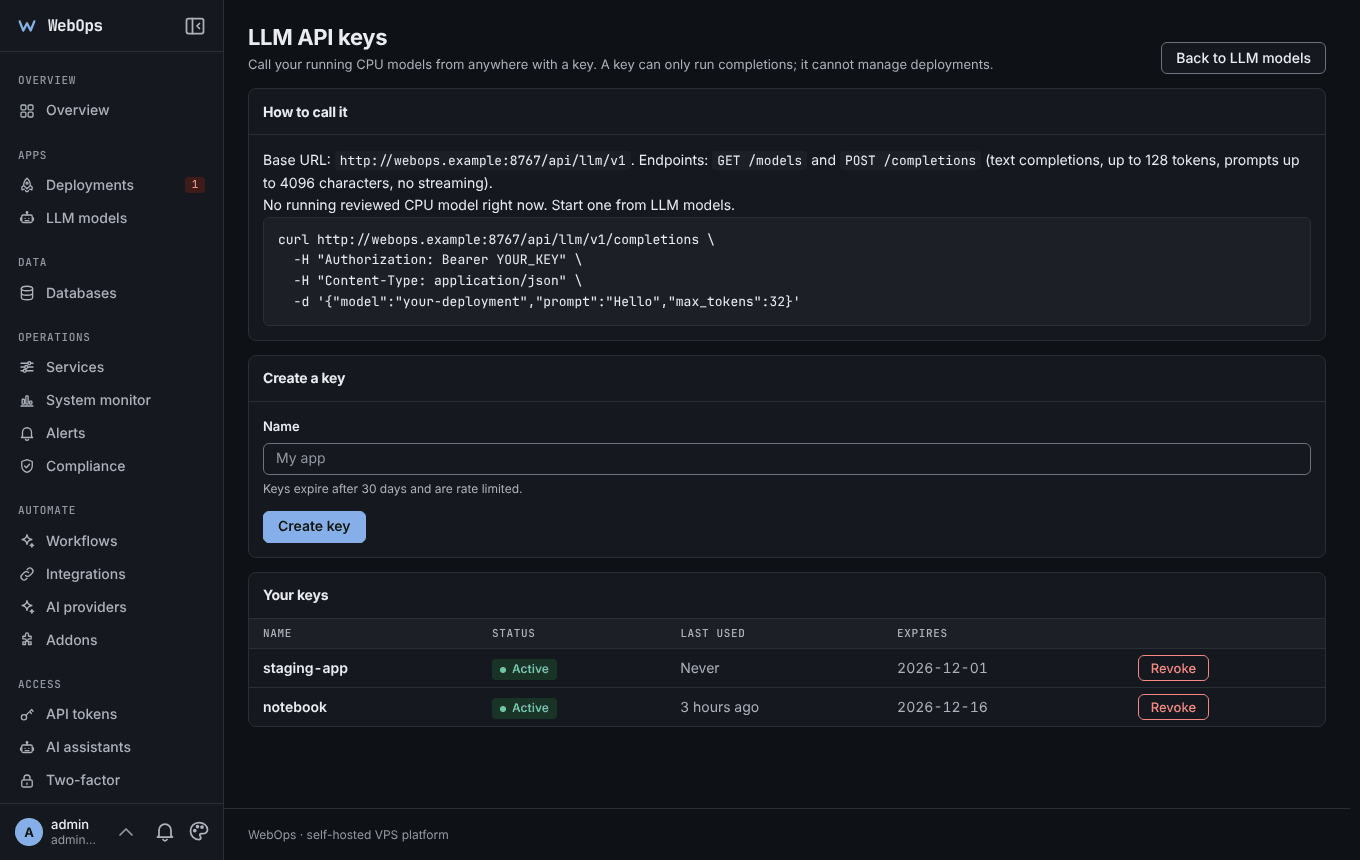 WebOps
OVERVIEW
Overview
APPS
Deployments 1
LLM models
DATA
Databases
OPERATIONS
Services
System monitor
Alerts
Compliance
AUTOMATE
Workflows
Integrations
AI providers
Addons
ACCESS
API tokens
AI assistants
Two-factor
A admin
admin...
LLM API keys
Call your running CPU models from anywhere with a key. A key can only run completions; it cannot manage deployments.
Back to LLM models
How to call it
Base URL: http://webops.example:8767/api/llm/v1 . Endpoints: GET /models and POST /completions (text completions, up to 128 tokens, prompts up
to 4096 characters, no streaming).
No running reviewed CPU model right now. Start one from LLM models.
curl http://webops.example:8767/api/llm/v1/completions \
  -H "Authorization: Bearer YOUR_KEY" \
  -H "Content-Type: application/json" \
  -d '{"model":"your-deployment","prompt":"Hello","max_tokens":32}'
Create a key
Name
My app
Keys expire after 30 days and are rate limited.
Create key
Your keys
NAME STATUS LAST USED EXPIRES
staging-app Active Never 2026-12-01 Revoke
notebook Active 3 hours ago 2026-12-16 Revoke
WebOps · self-hosted VPS platform